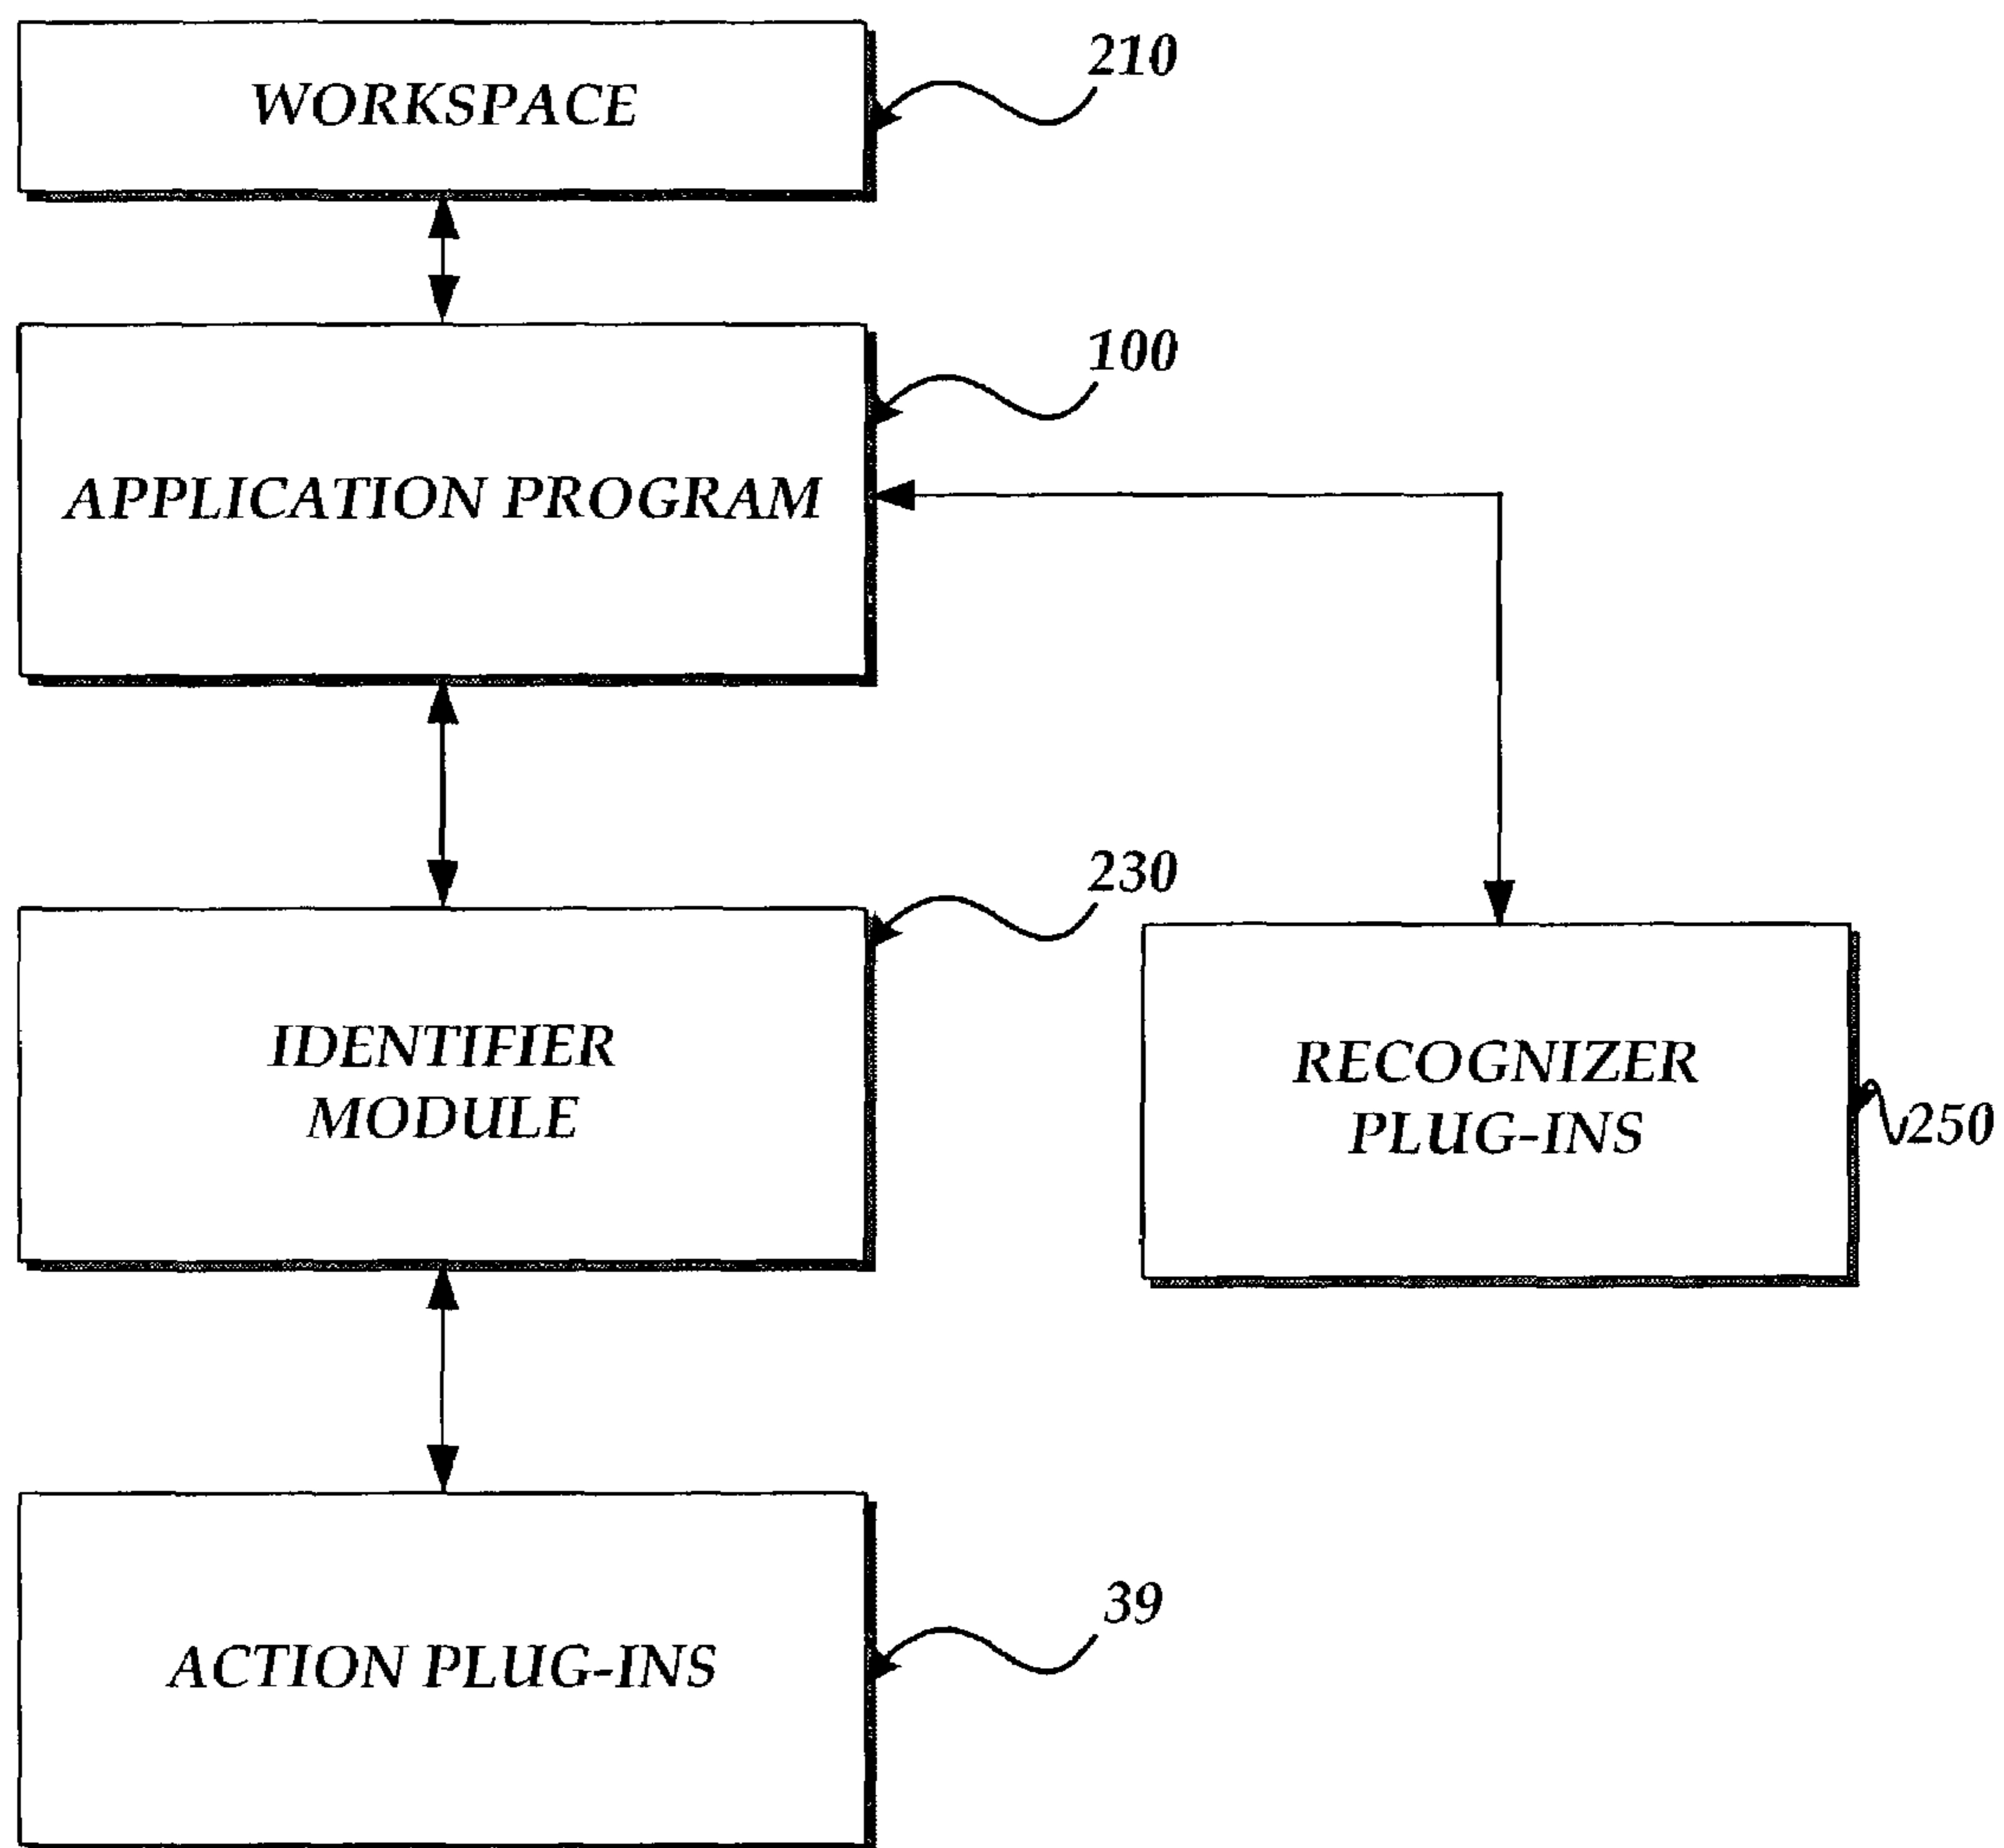 WORKSPACE
210
100
APPLICATION PROGRAM
230
IDENTIFIER
MODULE
RECOGNIZER
PLUG-INS
250
39
ACTION PLUG-INS